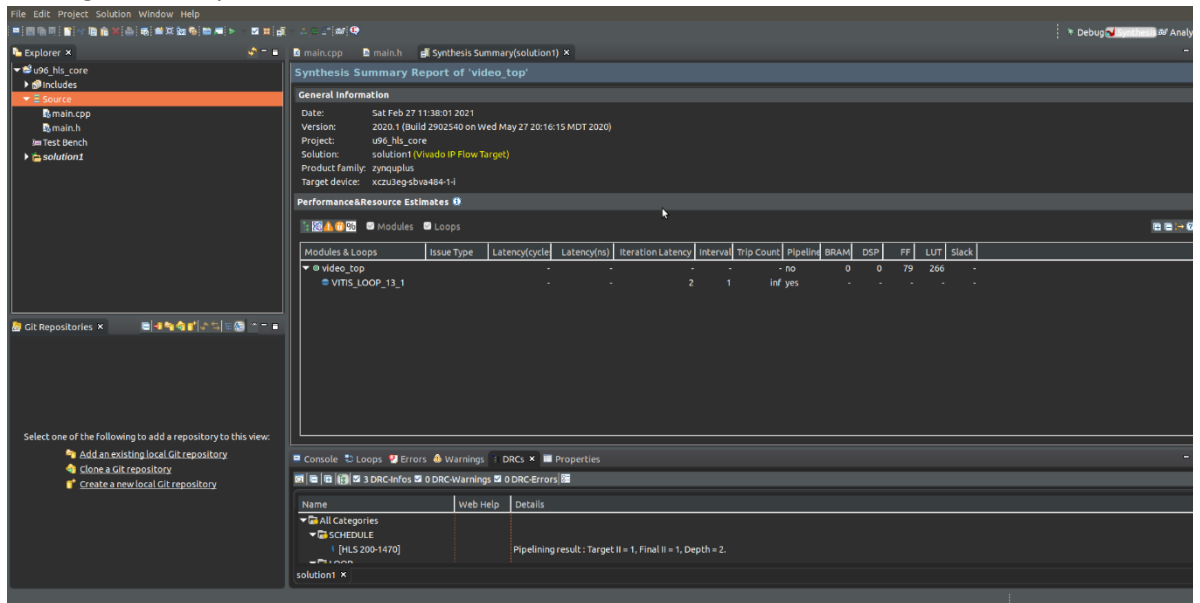 File Edit Project Solution Window Help
Debug Synthesis Analy
Explorer
u96_hls_core
Includes
Source
main.cpp
main.h
Test Bench
solution1
main.cpp main.h Synthesis Summary(solution1)
Synthesis Summary Report of 'video_top'
General Information
Date: Sat Feb 27 11:38:01 2021
Version: 2020.1 (Build 2902540 on Wed May 27 20:16:15 MDT 2020)
Project: u96_hls_core
Solution: solution1 (Vivado IP Flow Target)
Product family: zynquplus
Target device: xczu3eg-sbva484-1-i
Performance&Resource Estimates
% Modules Loops
Modules & Loops Issue Type Latency(cycle Latency(ns) Iteration Latency Interval Trip Count Pipeline BRAM DSP FF LUT Slack
video_top - - - - - no 0 0 79 266 -
VITIS_LOOP_13_1 - - 2 1 inf yes - - - - -
Git Repositories
Select one of the following to add a repository to this view:
Add an existing local Git repository
Clone a Git repository
Create a new local Git repository
Console Loops Errors Warnings DRCs Properties
3 DRC-Infos 0 DRC-Warnings 0 DRC-Errors
Name Web Help Details
All Categories
SCHEDULE
[HLS 200-1470] Pipelining result : Target II = 1, Final II = 1, Depth = 2.
LOOP
solution1